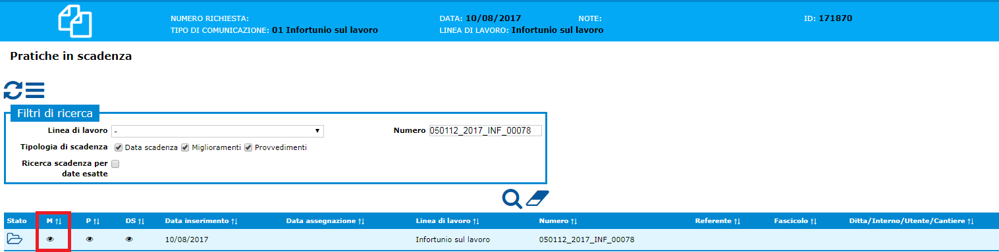 NUMERO RICHIESTA: DATA: 10/08/2017 NOTE: ID: 171870
TIPO DI COMUNICAZIONE: 01 Infortunio sul lavoro LINEA DI LAVORO: Infortunio sul lavoro
Pratiche in scadenza
Filtri di ricerca
Linea di lavoro - Numero 050112_2017_INF_00078
Tipologia di scadenza Data scadenza Miglioramenti Provvedimenti
Ricerca scadenza per
date esatte
Stato M P DS Data inserimento Data assegnazione Linea di lavoro Numero Referente Fascicolo Ditta/Interno/Utente/Cantiere
10/08/2017 Infortunio sul lavoro 050112_2017_INF_00078